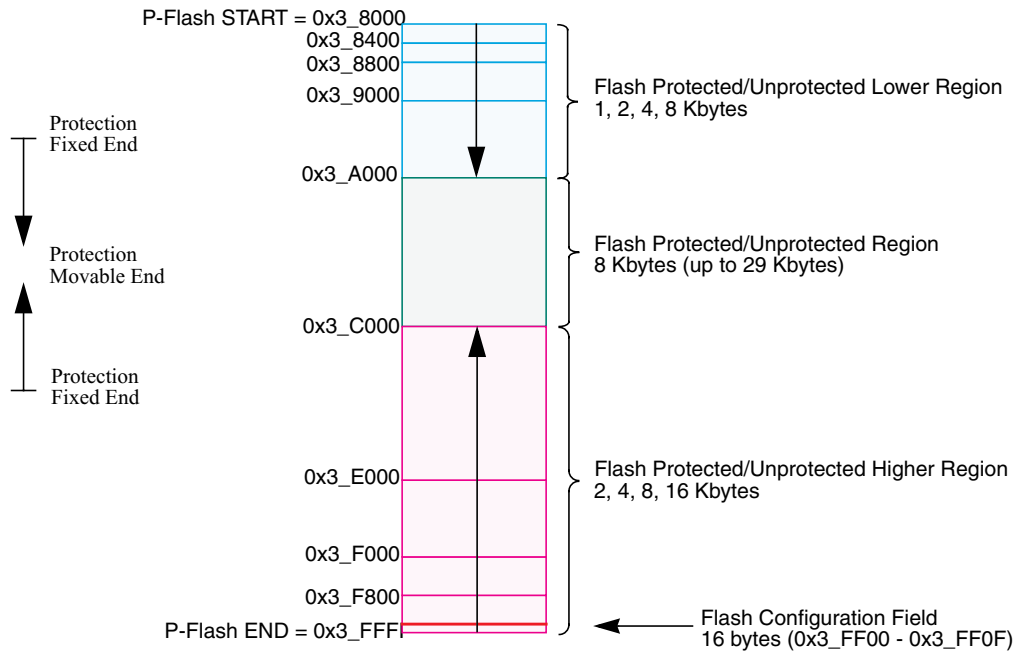 P-Flash START = 0x3_8000
0x3_8400
0x3_8800
0x3_9000
Flash Protected/Unprotected Lower Region
1, 2, 4, 8 Kbytes
Protection
Fixed End
0x3_A000
Protection
Movable End
Flash Protected/Unprotected Region
8 Kbytes (up to 29 Kbytes)
0x3_C000
Protection
Fixed End
0x3_E000
Flash Protected/Unprotected Higher Region
2, 4, 8, 16 Kbytes
0x3_F000
0x3_F800
P-Flash END = 0x3_FFFF
Flash Configuration Field
16 bytes (0x3_FF00 - 0x3_FF0F)